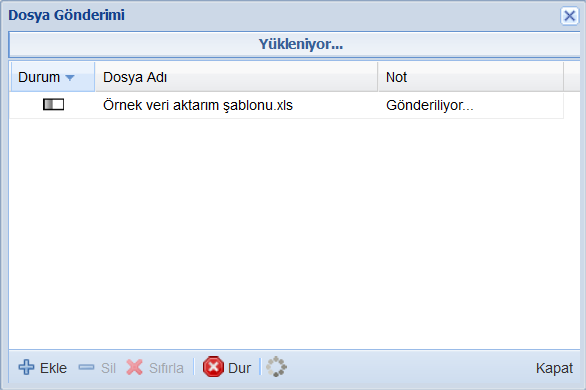 Dosya Gönderimi
Yükleniyor...
Durum Dosya Adı Not
Örnek veri aktarım şablonu.xls Gönderiliyor...
Ekle Sil Sıfırla Dur Kapat